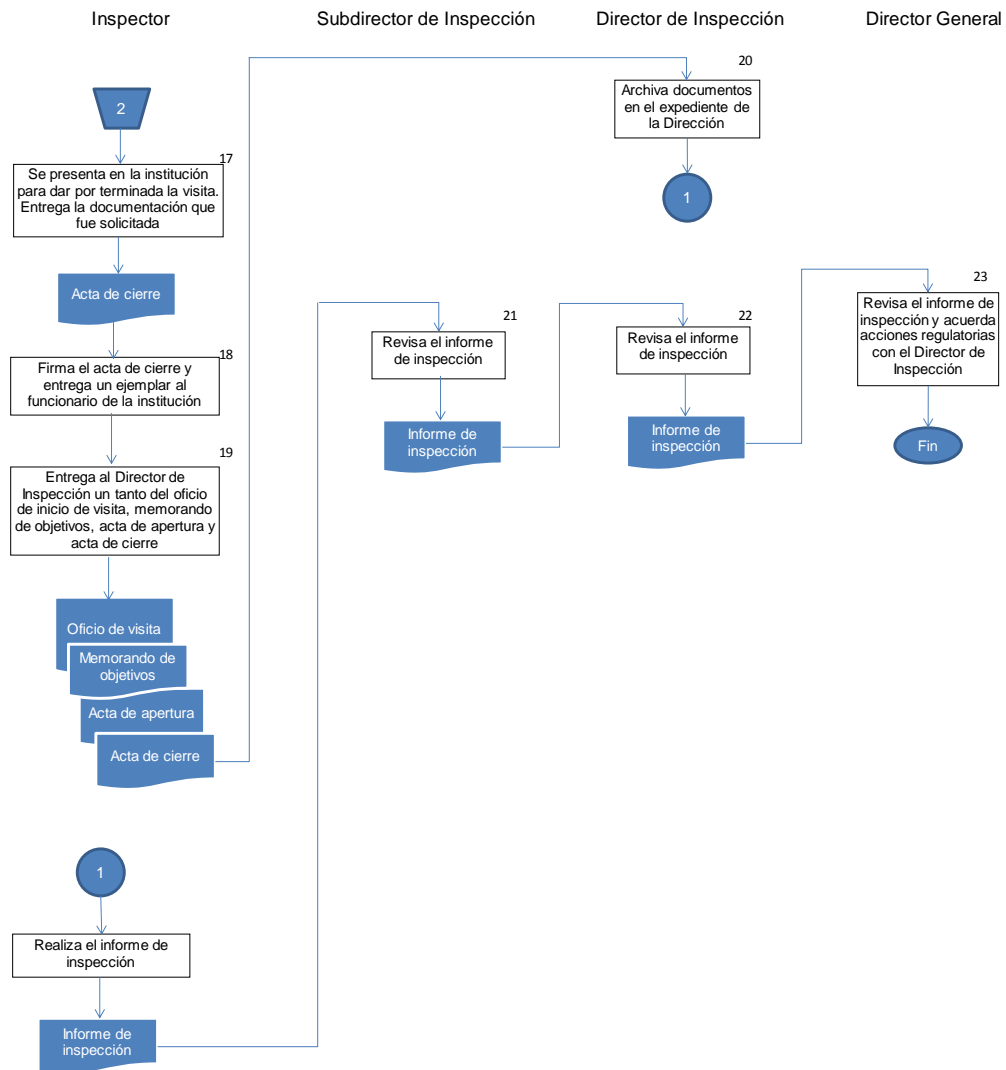 Inspector
Subdirector de Inspección
Director de Inspección
Director General
2
17
Se presenta en la institución
para dar por terminada la visita.
Entrega la documentación que
fue solicitada
Acta de cierre
18
Firma el acta de cierre y
entrega un ejemplar al
funcionario de la institución
19
Entrega al Director de
Inspección un tanto del oficio
de inicio de visita, memorando
de objetivos, acta de apertura y
acta de cierre
Oficio de visita
Memorando de
objetivos
Acta de apertura
Acta de cierre
20
Archiva documentos
en el expediente de
la Dirección
1
1
Realiza el informe de
inspección
Informe de
inspección
21
Revisa el informe
de inspección
Informe de
inspección
22
Revisa el informe
de inspección
Informe de
inspección
23
Revisa el informe de
inspección y acuerda
acciones regulatorias
con el Director de
Inspección
Fin